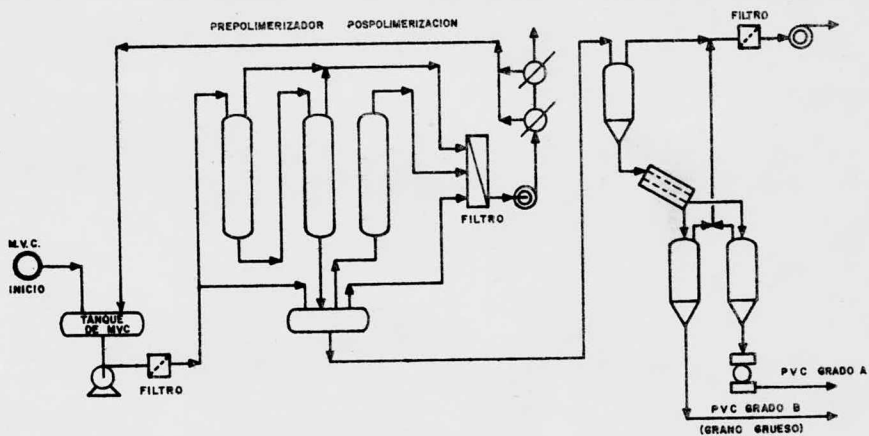 PREPOLIMERIZADOR POSPOLIMERIZACION
FILTRO
M.V.C.
INICIO
TANQUE
DE MVC
FILTRO
FILTRO
PVC GRADO A
PVC GRADO B
(GRANO GRUESO)